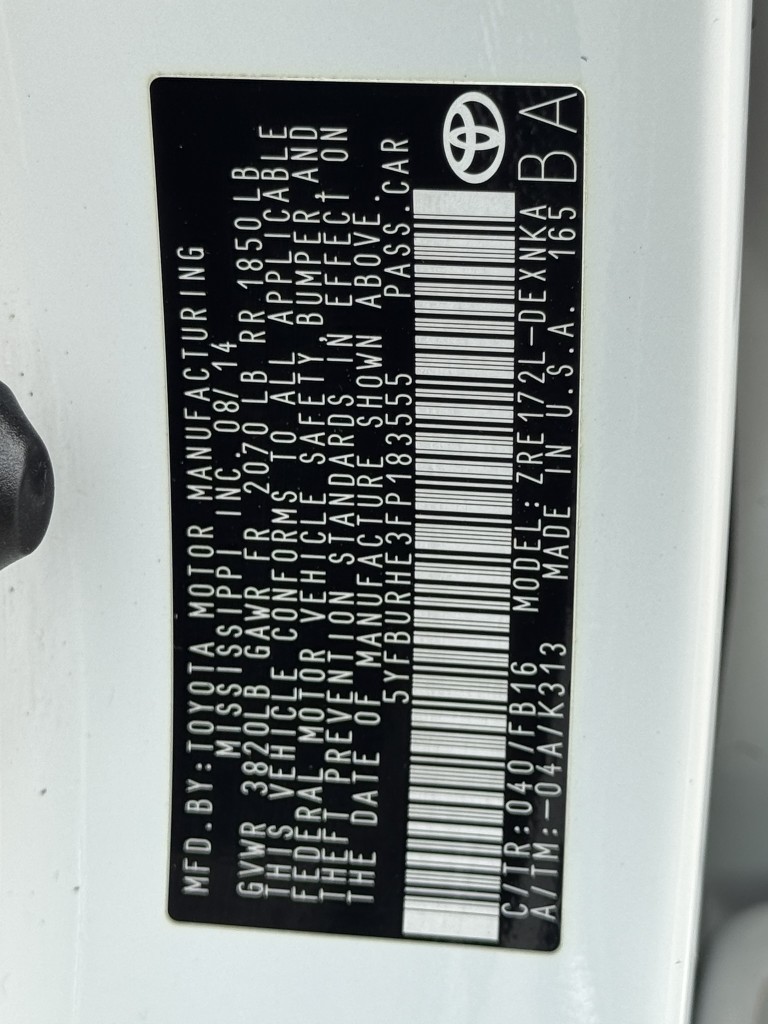 MFD.BY:TOYOTA MOTOR MANUFACTURING
MISSISSIPPI INC. 08/14
GVWR 3820LB GAWR FR 2070 LB RR 1850 LB
THIS VEHICLE CONFORMS TO ALL APPLICABLE
FEDERAL MOTOR VEHICLE SAFETY, BUMPER, AND
THEFT PREVENTION STANDARDS IN EFFECT ON
THE DATE OF MANUFACTURE SHOWN ABOVE.
5YFBURHE3FP183555 PASS.CAR
C/TR:040/FB16 MODEL:ZRE172L-DEXNKA
A/TM:-04A/K313 MADE IN U.S.A. 165 BA